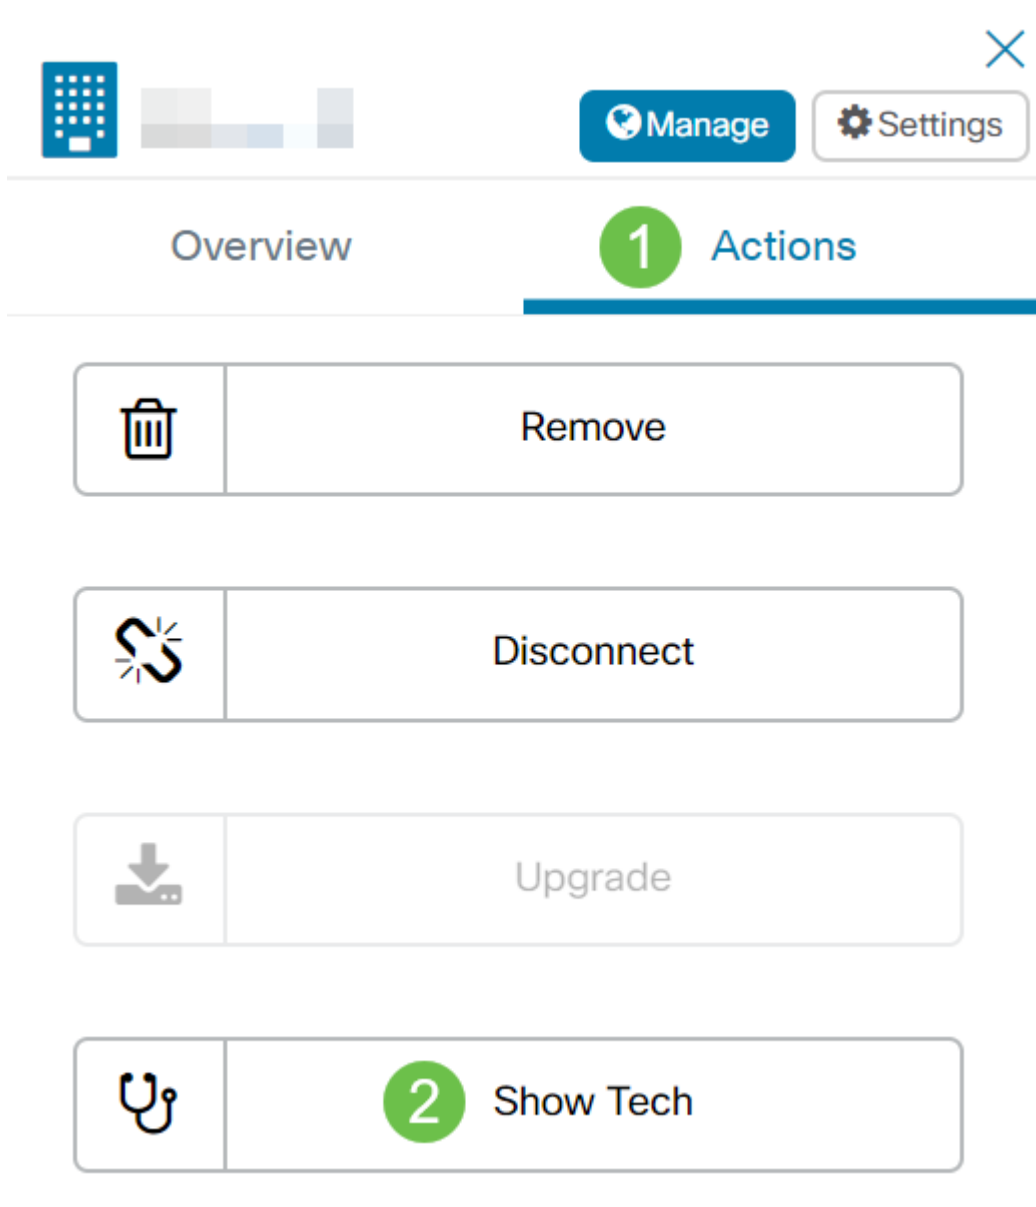 Manage Settings
Overview 1 Actions
Remove
Disconnect
Upgrade
2 Show Tech